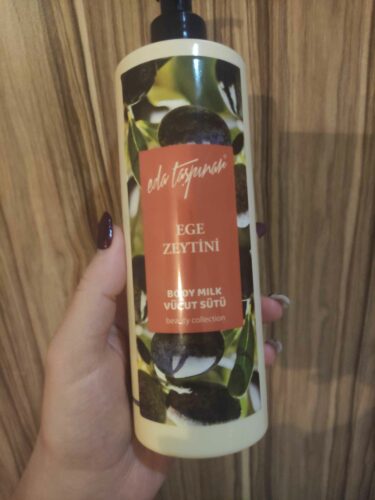 eda taşpınar®
EGE
ZEYTİNİ
BODY MILK
VÜCUT SÜTÜ
beauty collection